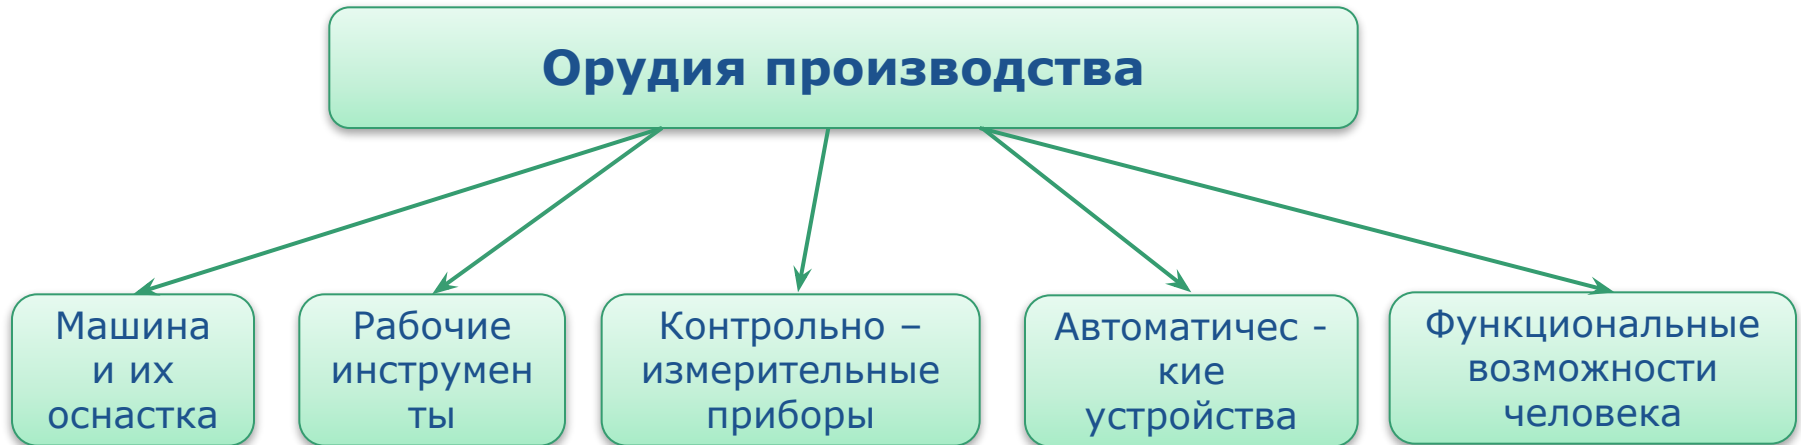 Орудия производства
Машина
и их
оснастка
Рабочие
инструмен
ты
Контрольно –
измерительные
приборы
Автоматичес -
кие
устройства
Функциональные
возможности
человека